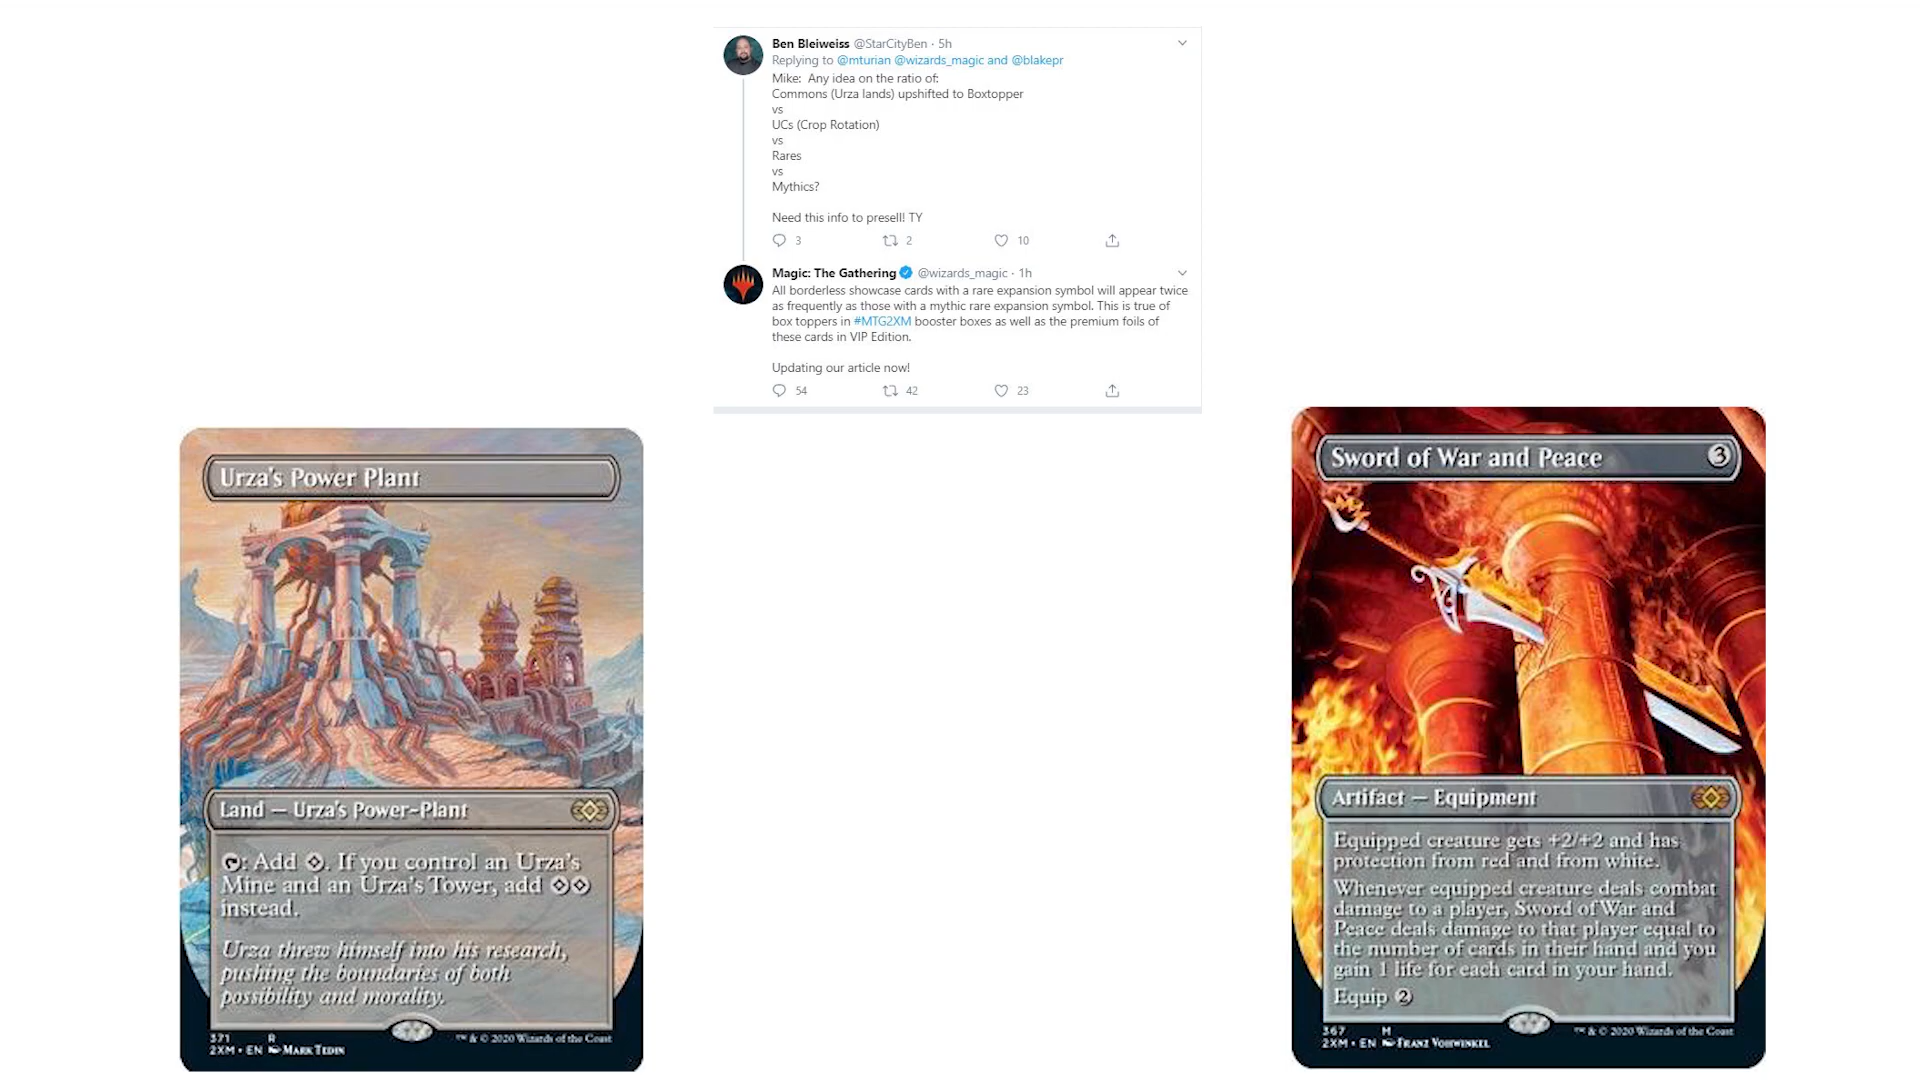 Ben Bleiweiss @StarCityBen · 5h
Replying to @mturian @wizards_magic and @blakepr
Mike: Any idea on the ratio of:
Commons (Urza lands) upshifted to Boxtopper
vs
UCs (Crop Rotation)
vs
Rares
vs
Mythics?
Need this info to presell! TY
3 2 10
Magic: The Gathering @wizards_magic · 1h
All borderless showcase cards with a rare expansion symbol will appear twice
as frequently as those with a mythic rare expansion symbol. This is true of
box toppers in #MTG2XM booster boxes as well as the premium foils of
these cards in VIP Edition.
Updating our article now!
54 42 23
Urza's Power Plant
Land — Urza's Power-Plant
: Add . If you control an Urza's
Mine and an Urza's Tower, add
instead.
Urza threw himself into his research,
pushing the boundaries of both
possibility and morality.
371 R
2XM • EN Mark Tedin
™ & © 2020 Wizards of the Coast
Sword of War and Peace 3
Artifact — Equipment
Equipped creature gets +2/+2 and has
protection from red and from white.
Whenever equipped creature deals combat
damage to a player, Sword of War and
Peace deals damage to that player equal to
the number of cards in their hand and you
gain 1 life for each card in your hand.
Equip 2
367 M
2XM • EN Franz Vohwinkel
™ & © 2020 Wizards of the Coast